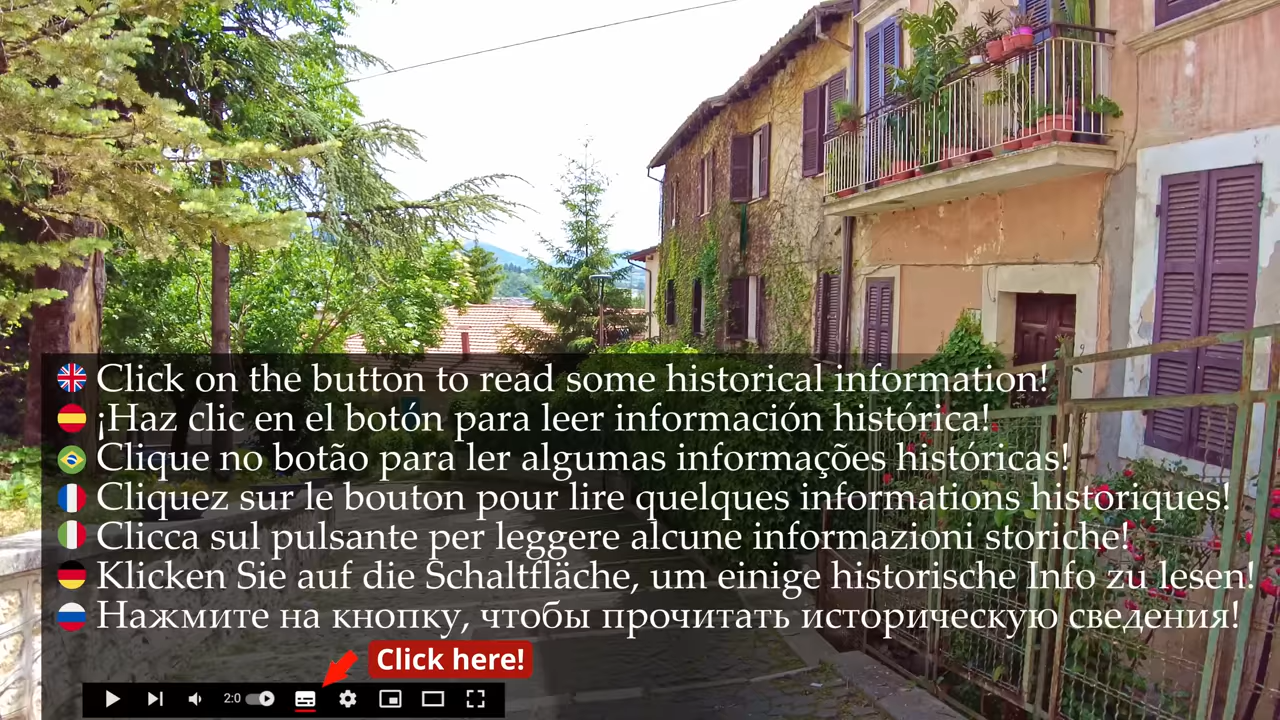 Click on the button to read some historical information!
¡Haz clic en el botón para leer información histórica!
Clique no botão para ler algumas informações históricas!
Cliquez sur le bouton pour lire quelques informations historiques!
Clicca sul pulsante per leggere alcune informazioni storiche!
Klicken Sie auf die Schaltfläche, um einige historische Info zu lesen!
Нажмите на кнопку, чтобы прочитать историческую сведения!
Click here!
2:0